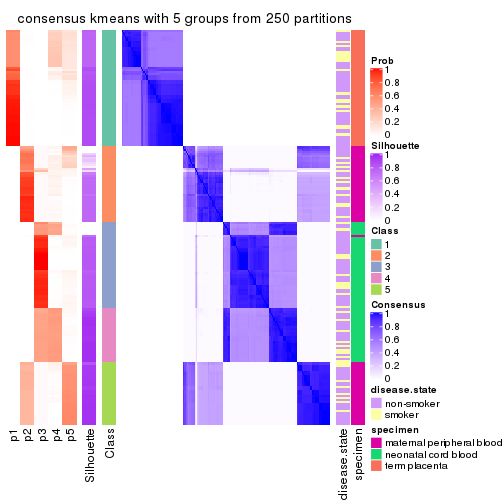 consensus kmeans with 5 groups from 250 partitions
Prob
1
0.8
0.6
0.4
0.2
0
Silhouette
1
0.8
0.6
0.4
0.2
0
Class
1
2
3
4
5
Consensus
1
0.8
0.6
0.4
0.2
0
disease.state
non-smoker
smoker
specimen
maternal peripheral blood
neonatal cord blood
term placenta
p1
p2
p3
p4
p5
Silhouette
Class
disease.state
specimen